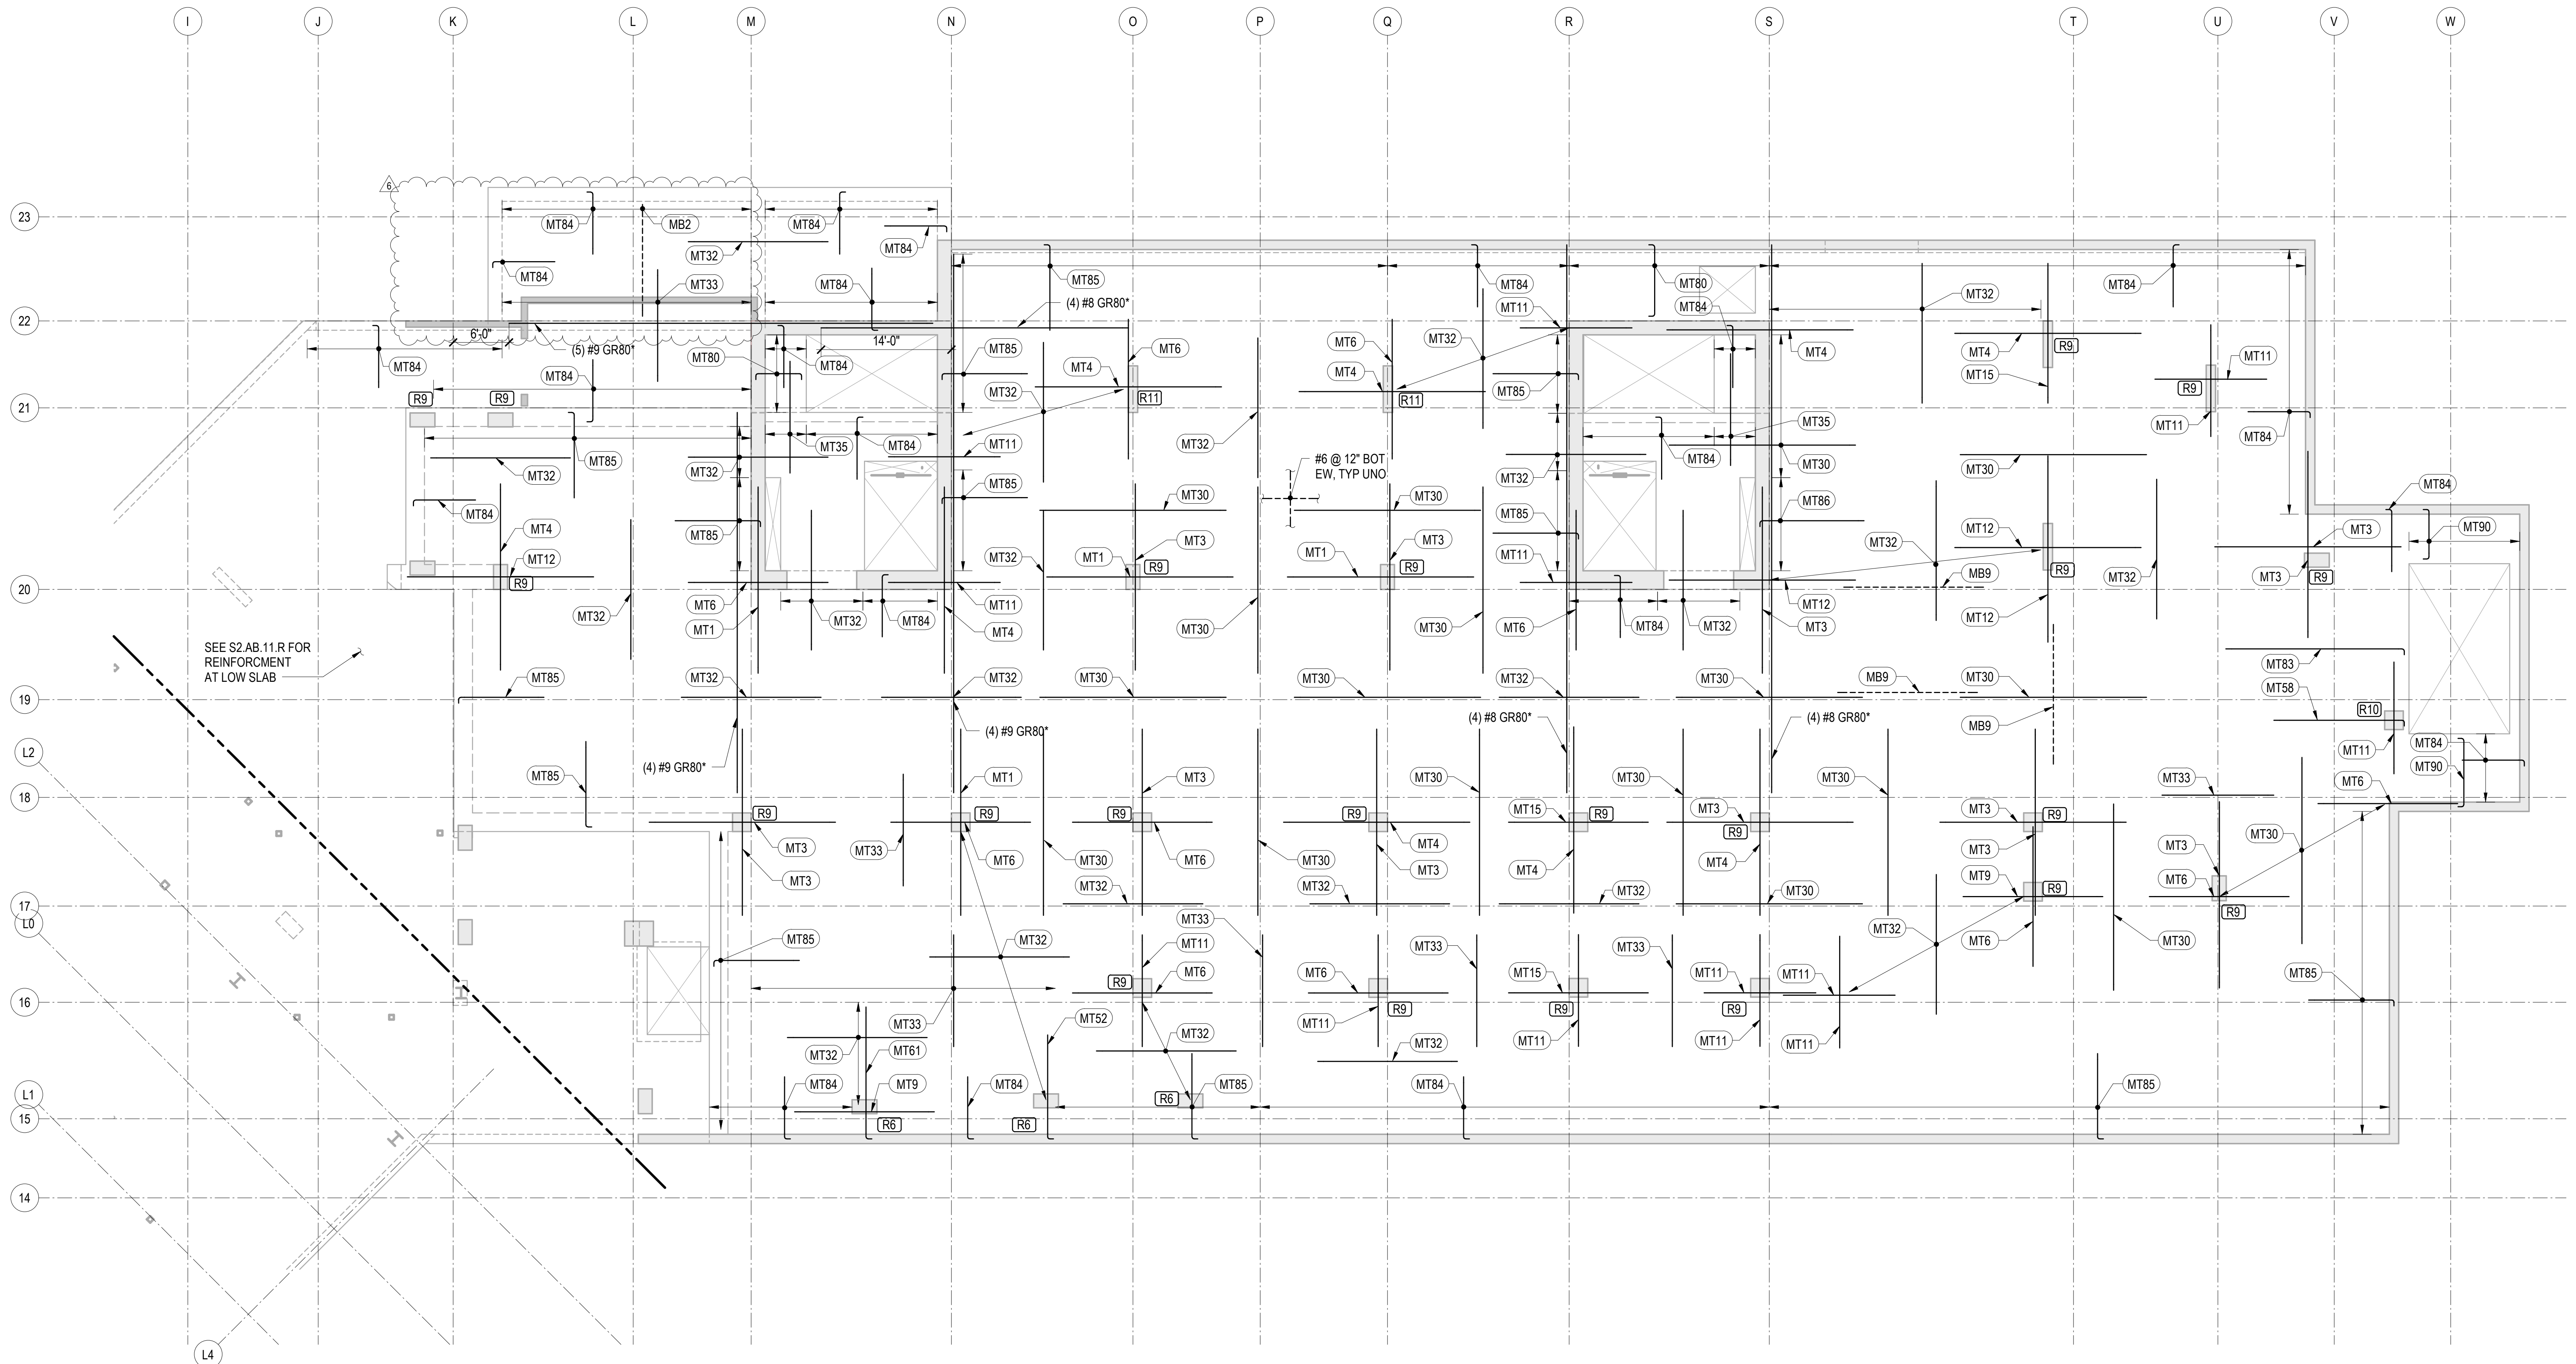 I J K L M N O P Q R S T U V W
6
23
MT84 MB2 MT84
MT32 MT84
MT84 MT33 MT84 MT85 MT84 MT80 MT32 MT84
(4) #8 GR80* MT11 MT84
22
6'-0" 14'-0"
(5) #9 GR80*
MT84 MT80 MT84 MT85 MT6 MT6 MT32 MT4 MT4 R9
MT84 MT32 MT4 MT4 MT85 MT15 MT11
R9 R9 R11 R11 R9
21
MT85 MT32 MT35 MT84 MT11 MT32 MT35 MT11 MT84
MT32 MT32 MT84 MT30 MT30
#6 @ 12" BOT
EW, TYP UNO
MT84 MT85 MT30 MT30 MT86 MT84
MT4 MT85 MT85 MT32 MT12 MT3 MT90
MT12 MT32 MT1 MT3 MT1 MT3 MT11
R9 R9 R9 MB9 R9 MT32 MT3 R9
20
MT32 MT6 MT32 MT84 MT11 MT12 MT12
MT1 MT4 MT30 MT30 MT6 MT84 MT32 MT3
SEE S2.AB.11.R FOR
REINFORCMENT
AT LOW SLAB
MT83
MT85 MT32 MT32 MT30 MT30 MT32 MT30 MB9 MT30 MT58
19
R10
(4) #9 GR80* (4) #8 GR80* (4) #8 GR80* MB9
L2
(4) #9 GR80* MT11 MT84
MT85 MT1 MT3 MT30 MT30 MT30 MT90
MT33 MT6
18
R9 R9 R9 R9 MT15 R9 MT3 MT3 R9
R9 MT30
MT3 MT33 MT6 MT30 MT6 MT30 MT4 MT4 MT4 MT3 MT3
MT3 MT32 MT32 MT3 MT32 MT30 MT9 R9 MT6
17
L0
MT33 R9
MT85 MT32 MT11 MT33 MT33 MT32 MT6 MT30
R9 MT6 MT6 MT15 MT11 MT11 MT85
16
MT33 MT52 MT11 R9 R9 R9
MT32 MT61 MT32 MT32 MT11 MT11 MT11
L1
MT84 MT9 MT84 R6 MT85 MT84 MT85
15
R6 R6
14
L4